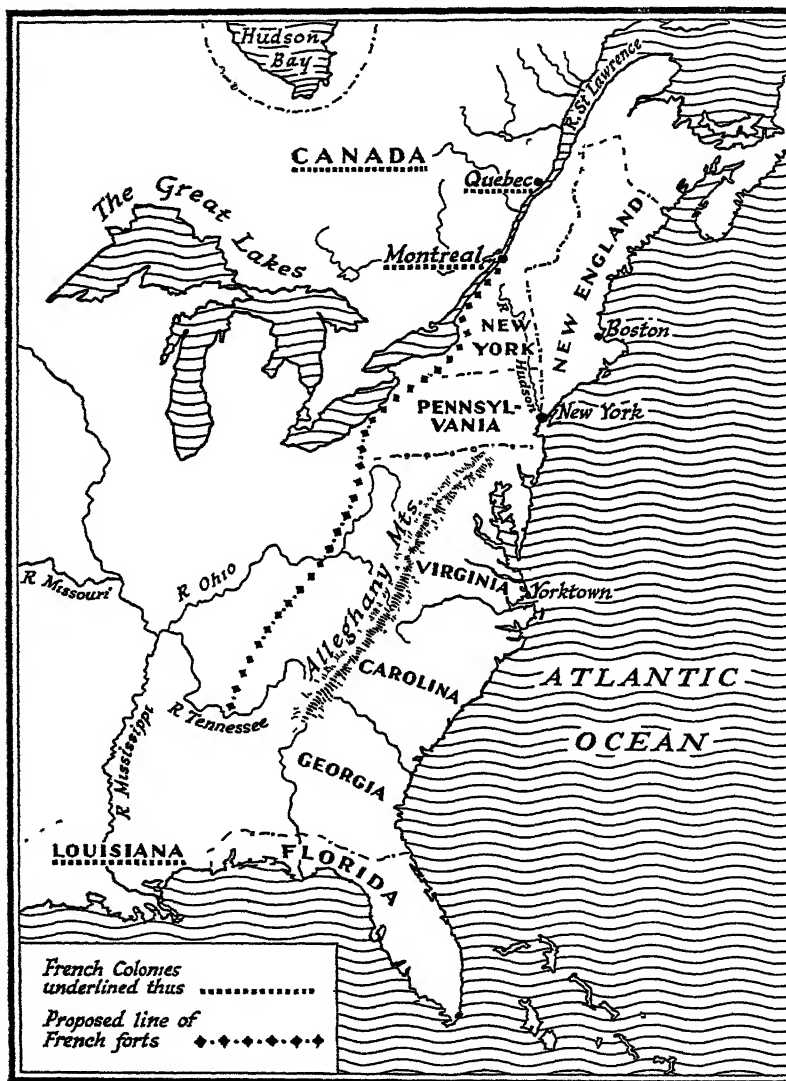 Hudson
Bay
R. St Lawrence
CANADA
Quebec
The Great Lakes
Montreal
NEW ENGLAND
NEW
YORK
R. Hudson
Boston
PENNSYL-
VANIA
New York
Alleghany Mts.
R Missouri
R Ohio
VIRGINIA
Yorktown
CAROLINA
ATLANTIC
OCEAN
R Tennessee
R Mississippi
GEORGIA
LOUISIANA
FLORIDA
French Colonies
underlined thus
Proposed line of
French forts